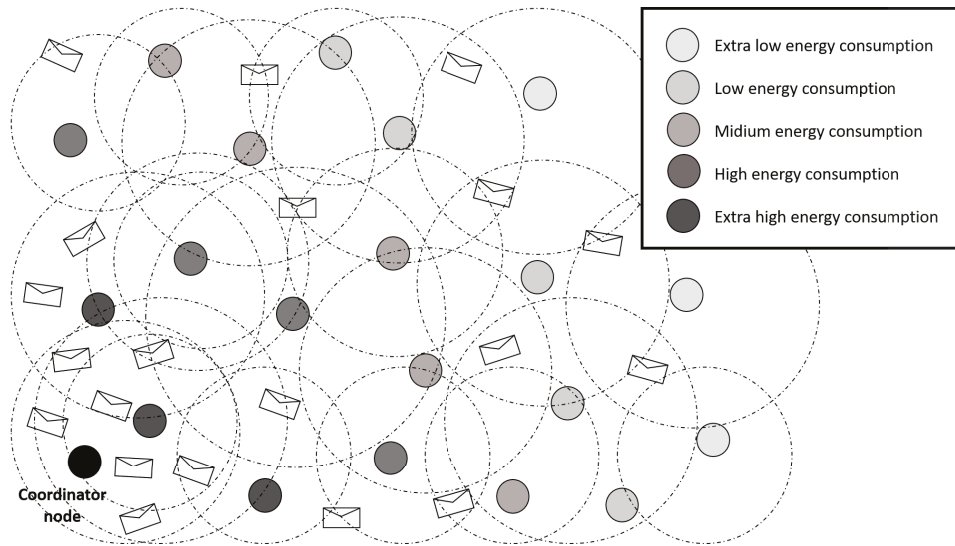 Extra low energy consumption
Low energy consumption
Midium energy consumption
High energy consumption
Extra high energy consumption
Coordinator
node